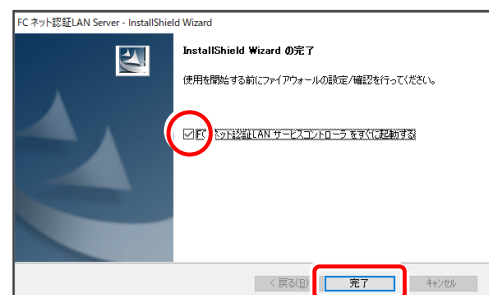 FC ネット認証LAN Server - InstallShield Wizard
InstallShield Wizard の完了
使用を開始する前にファイアウォールの設定/確認を行ってください。
FC ネット認証LAN サービスコントローラ をすぐに起動する
< 戻る(B)
完了
キャンセル